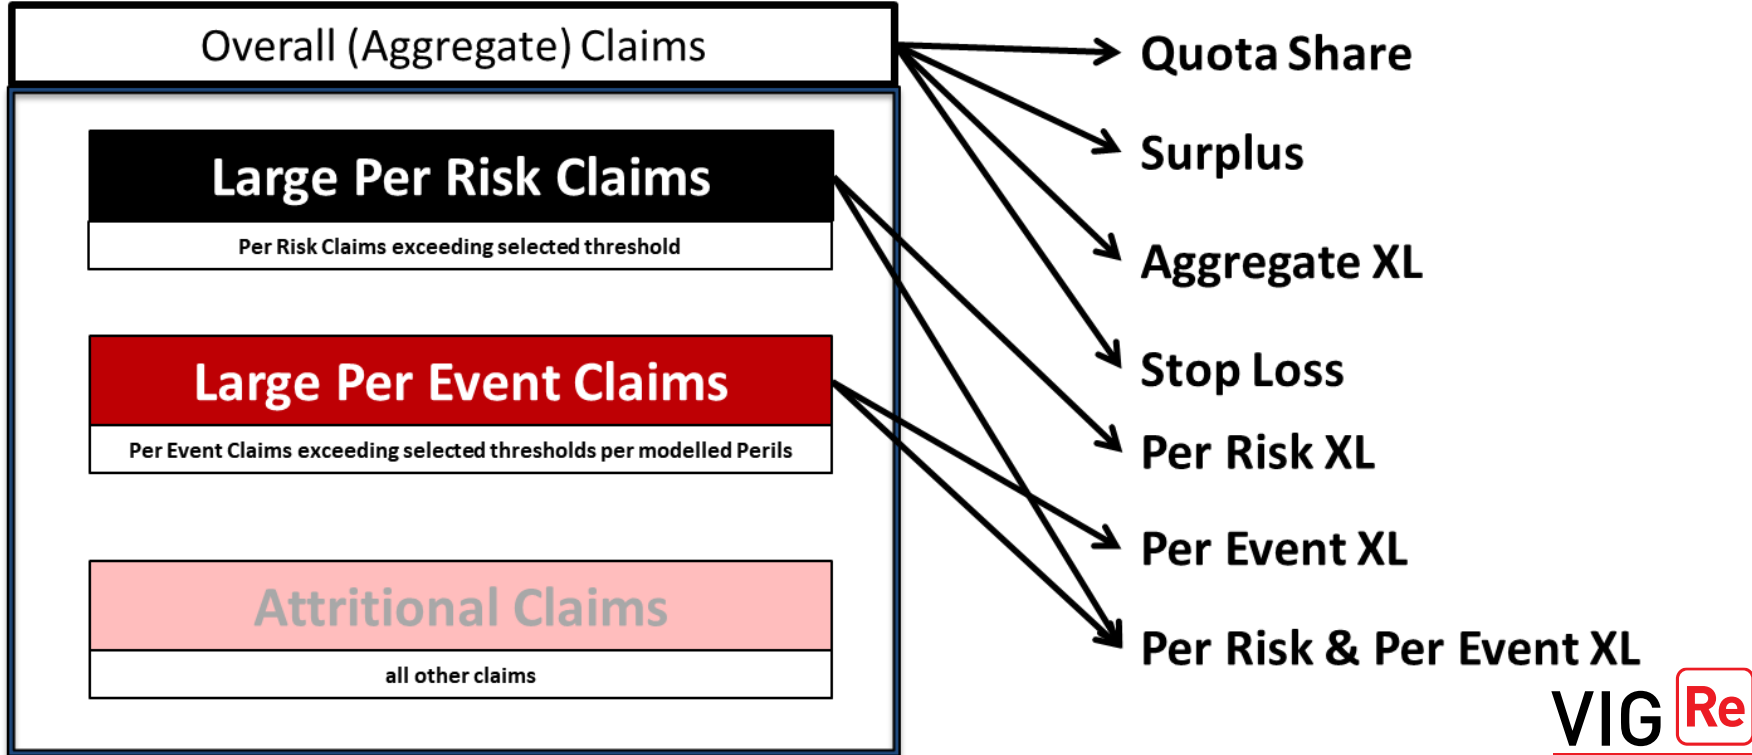 Overall (Aggregate) Claims
Large Per Risk Claims
Per Risk Claims exceeding selected threshold
Large Per Event Claims
Per Event Claims exceeding selected thresholds per modelled Perils
Attritional Claims
all other claims
Quota Share
Surplus
Aggregate XL
Stop Loss
Per Risk XL
Per Event XL
Per Risk & Per Event XL
VIG Re